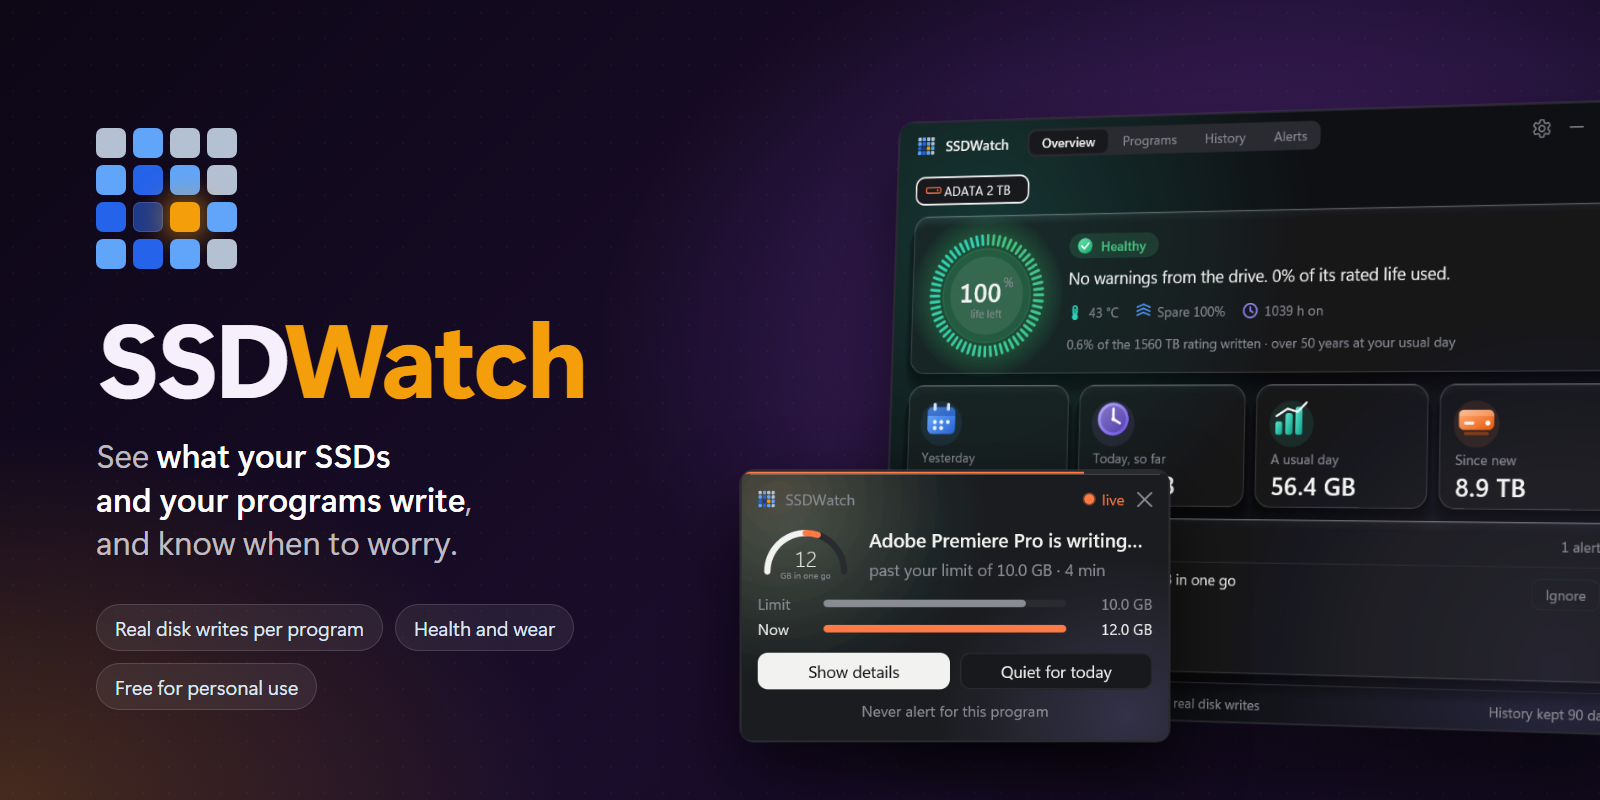 SSDWatch
See what your SSDs
and your programs write,
and know when to worry.
Real disk writes per program
Health and wear
Free for personal use
SSDWatch
Overview
Programs
History
Alerts
ADATA 2 TB
100 %
life left
Healthy
No warnings from the drive. 0% of its rated life used.
43 °C
Spare 100%
1039 h on
0.6% of the 1560 TB rating written · over 50 years at your usual day
Yesterday
Today, so far
A usual day
56.4 GB
Since new
8.9 TB
1 alert
in one go
Ignore
real disk writes
History kept 90
SSDWatch
live
12
GB in one go
Adobe Premiere Pro is writing...
past your limit of 10.0 GB · 4 min
Limit
10.0 GB
Now
12.0 GB
Show details
Quiet for today
Never alert for this program